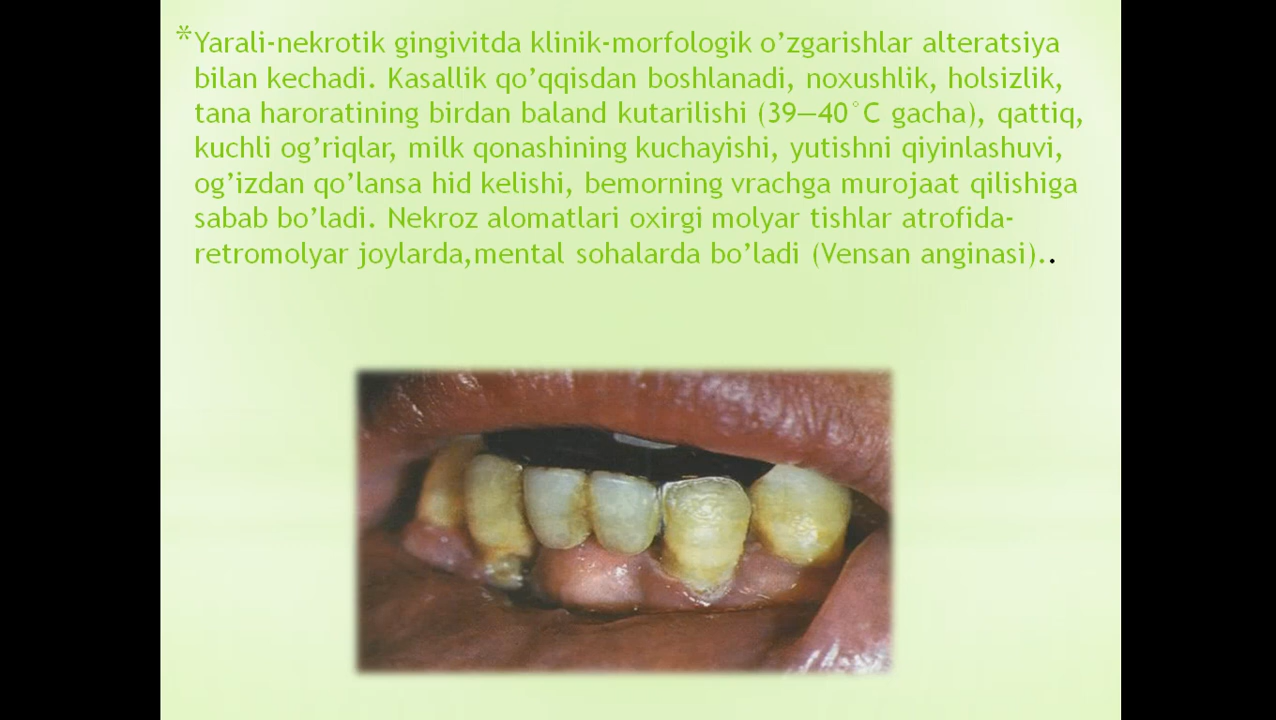 *Yarali-nekrotik gingivitda klinik-morfologik o’zgarishlar alteratsiya
bilan kechadi. Kasallik qo’qqisdan boshlanadi, noxushlik, holsizlik,
tana haroratining birdan baland kutarilishi (39—40°C gacha), qattiq,
kuchli og’riqlar, milk qonashining kuchayishi, yutishni qiyinlashuvi,
og’izdan qo’lansa hid kelishi, bemorning vrachga murojaat qilishiga
sabab bo’ladi. Nekroz alomatlari oxirgi molyar tishlar atrofida-
retromolyar joylarda,mental sohalarda bo’ladi (Vensan anginasi)..